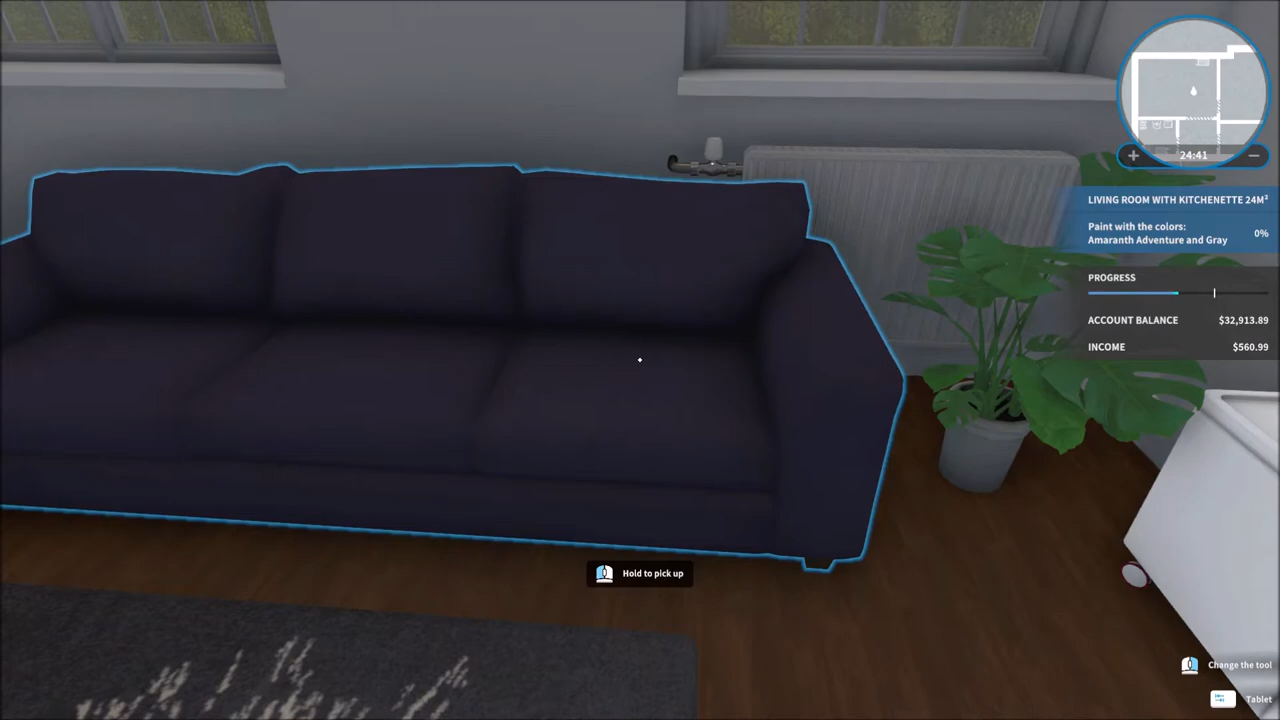 24:41
LIVING ROOM WITH KITCHENETTE 24M²
Paint with the colors:
Amaranth Adventure and Gray
0%
PROGRESS
ACCOUNT BALANCE $32,913.89
INCOME $560.99
Hold to pick up
Change the tool
Tablet